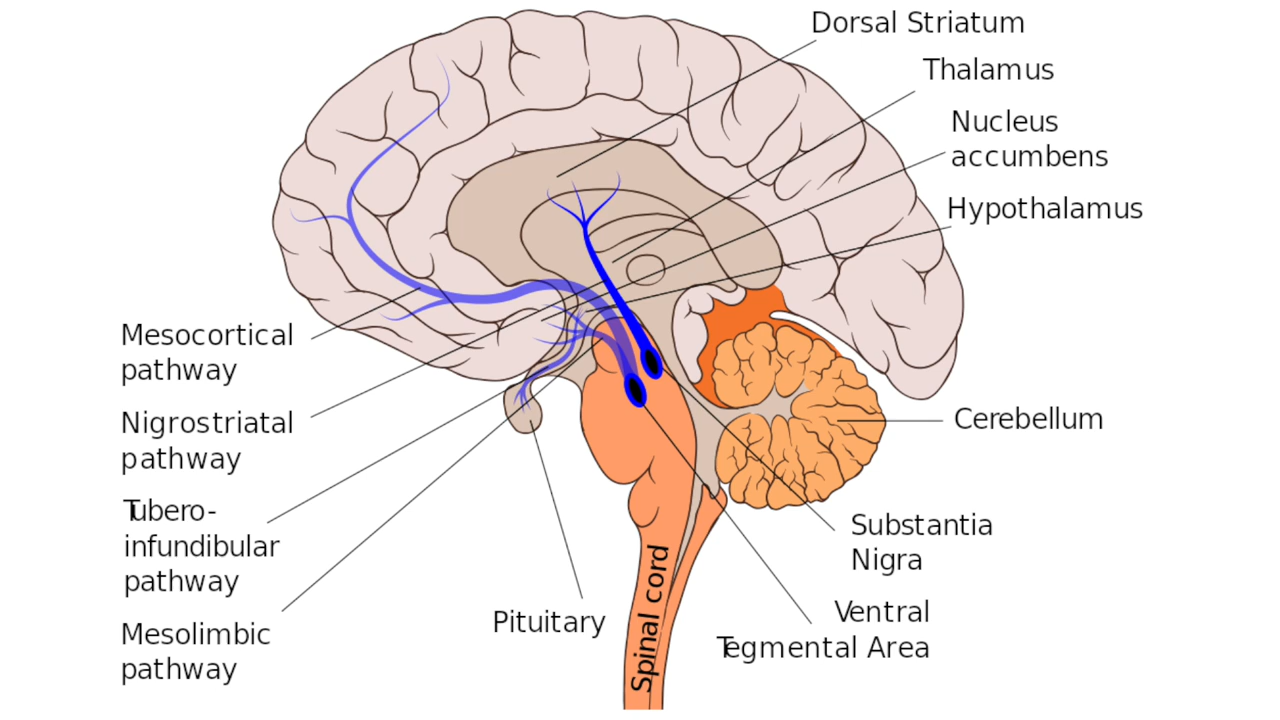 Dorsal Striatum
Thalamus
Nucleus
accumbens
Hypothalamus
Mesocortical
pathway
Nigrostriatal
pathway
Tubero-
infundibular
pathway
Mesolimbic
pathway
Pituitary
Spinal cord
Cerebellum
Substantia
Nigra
Ventral
Tegmental Area